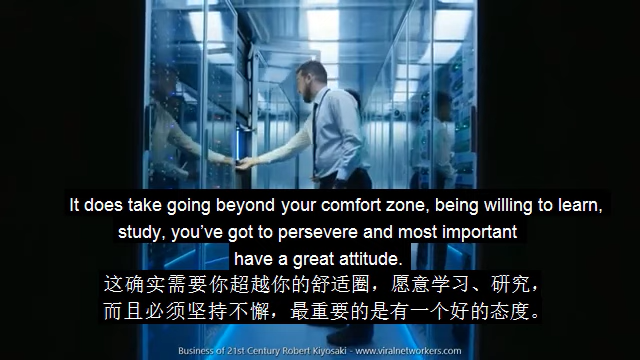 It does take going beyond your comfort zone, being willing to learn,
study, you’ve got to persevere and most important
have a great attitude.
这确实需要你超越你的舒适圈，愿意学习、研究，
而且必须坚持不懈，最重要的是有一个好的态度。
Business of 21st Century Robert Kiyosaki - www.viralnetworkers.com